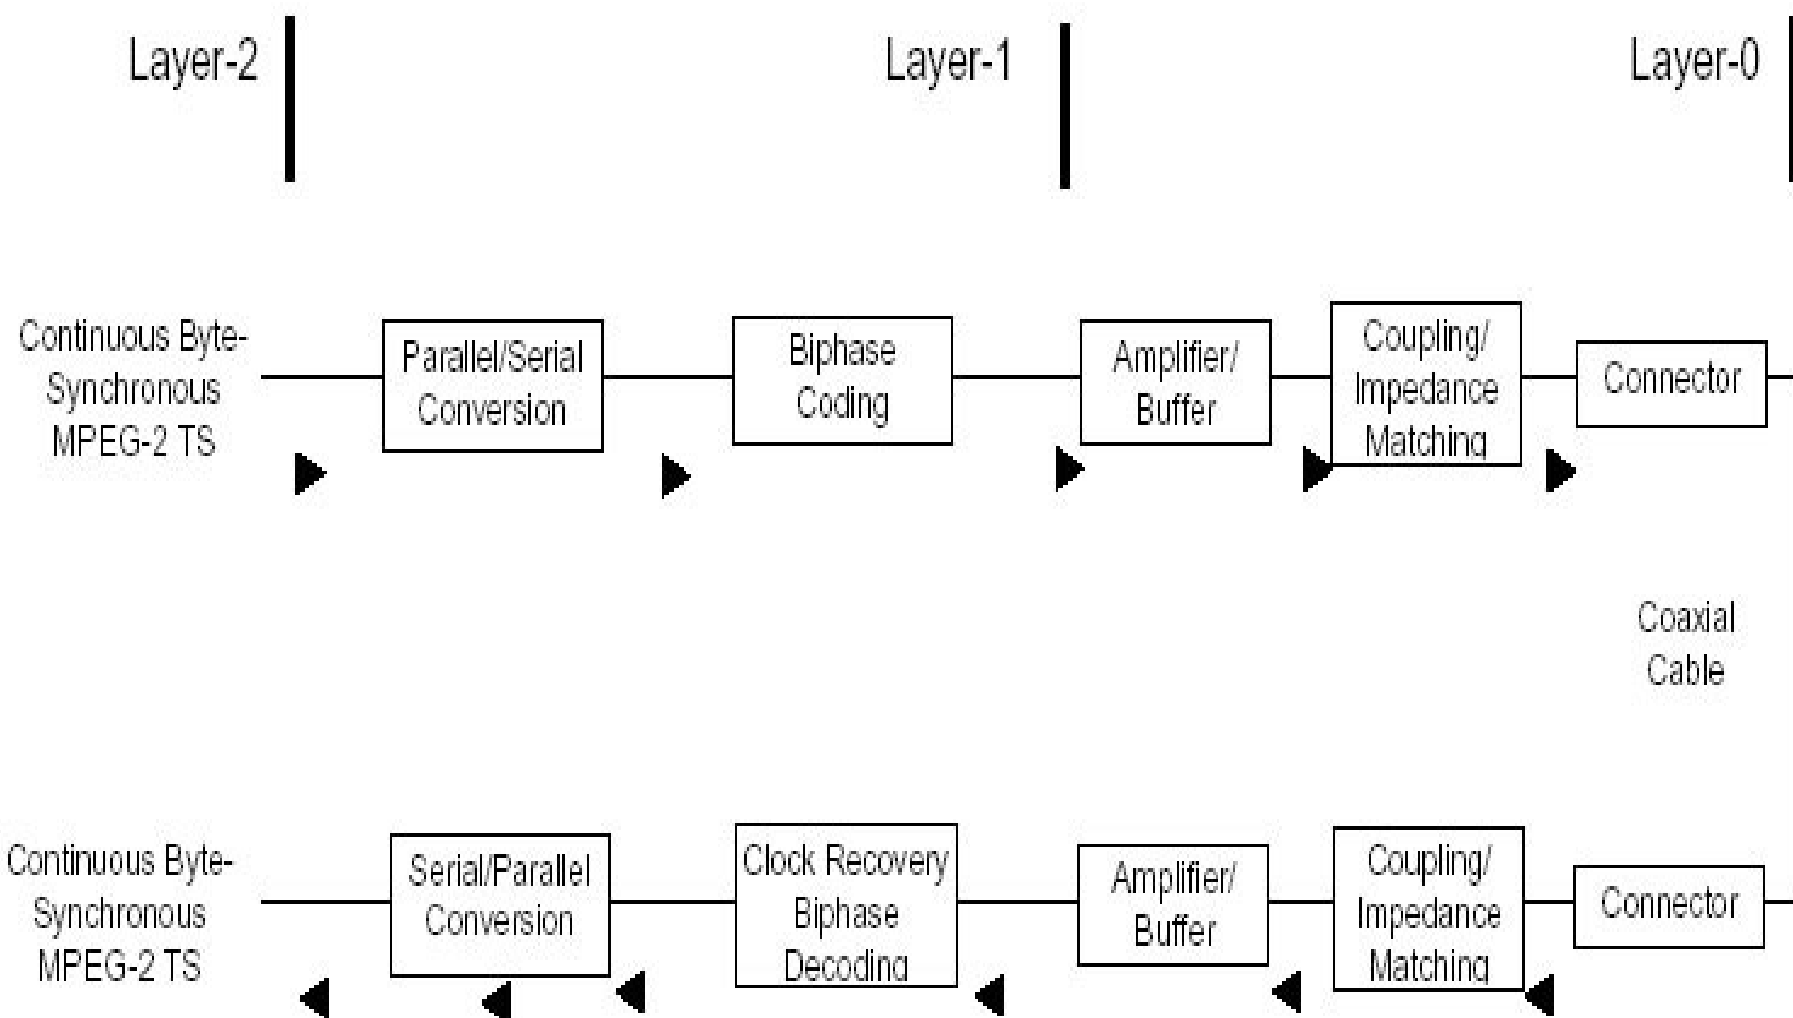 Layer-2
Layer-1
Layer-0
Continuous Byte-
Synchronous
MPEG-2 TS
Parallel/Serial
Conversion
Biphase
Coding
Amplifier/
Buffer
Coupling/
Impedance
Matching
Connector
Coaxial
Cable
Continuous Byte-
Synchronous
MPEG-2 TS
Serial/Parallel
Conversion
Clock Recovery
Biphase
Decoding
Amplifier/
Buffer
Coupling/
Impedance
Matching
Connector